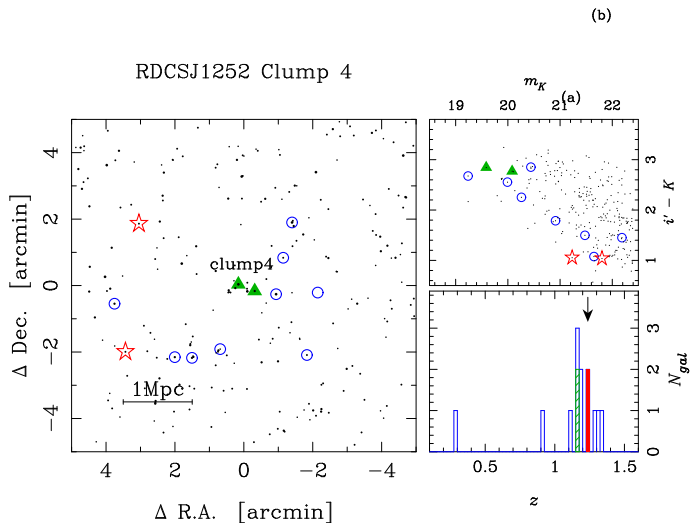 (b)
RDCSJ1252 Clump 4
m_K
(a)
19 20 21 22
4 2 0 −2 −4
Δ Dec. [arcmin]
clump4
1Mpc
4 2 0 −2 −4
Δ R.A. [arcmin]
3 2 1
i′ − K
3 2 1 0
N_gal
0.5 1 1.5
z